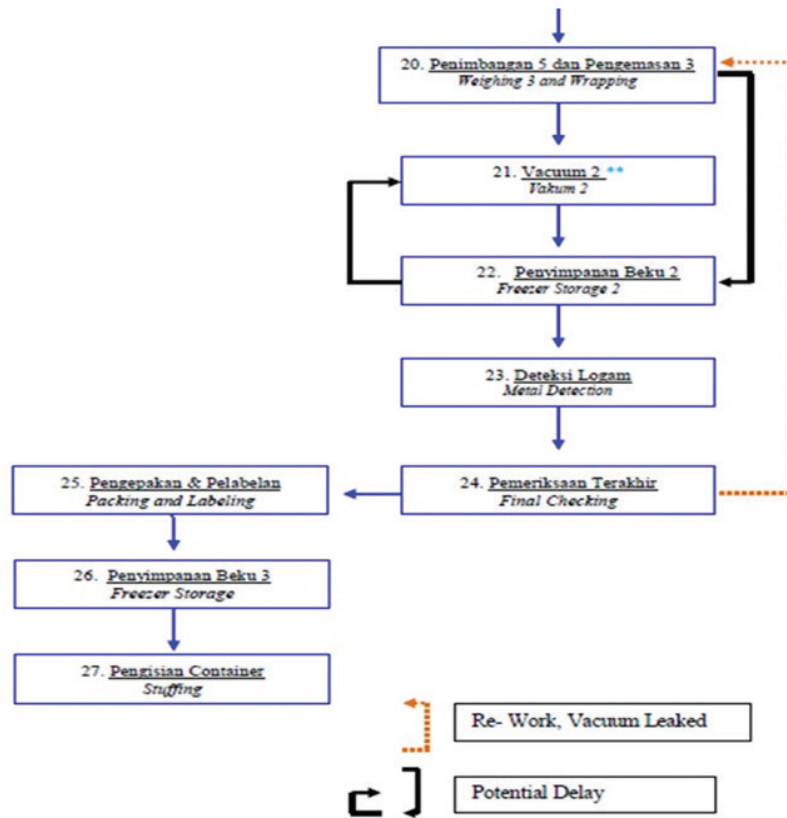 20. Penimbangan 5 dan Pengemasan 3
Weighing 3 and Wrapping
21. Vacuum 2 **
Vakum 2
22. Penyimpanan Beku 2
Freezer Storage 2
23. Deteksi Logam
Metal Detection
24. Pemeriksaan Terakhir
Final Checking
25. Pengepakan & Pelabelan
Packing and Labeling
26. Penyimpanan Beku 3
Freezer Storage
27. Pengisian Container
Stuffing
Re- Work, Vacuum Leaked
Potential Delay